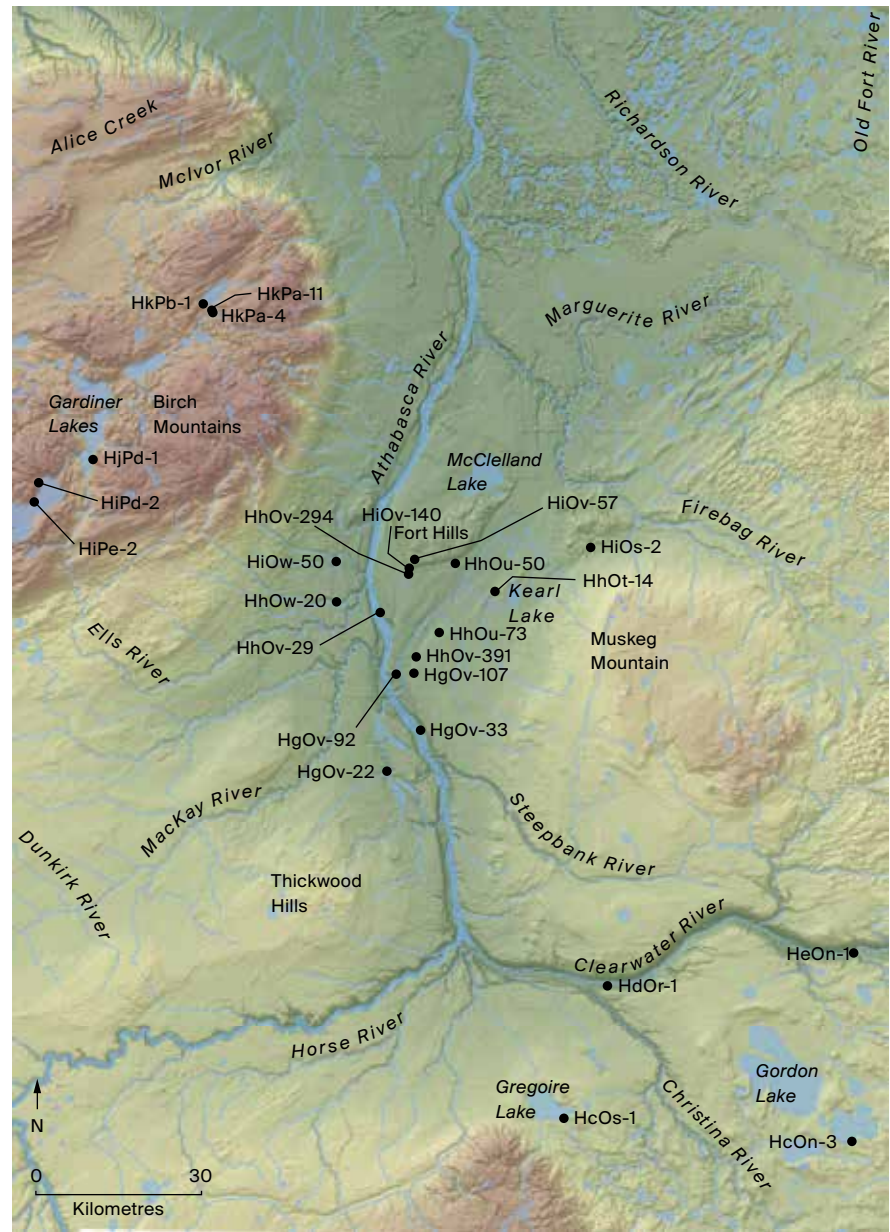 Old Fort River
Richardson River
Alice Creek
McIvor River
HkPa-11
HkPb-1
HkPa-4
Marguerite River
Athabasca River
Gardiner
Lakes
Birch
Mountains
HjPd-1
McClelland
Lake
HiPd-2
HiOv-57
HiOv-140
HhOv-294
Fort Hills
Firebag River
HiPe-2
HiOs-2
HiOw-50
HhOu-50
HhOt-14
Kearl
Lake
HhOw-20
HhOu-73
Muskeg
Mountain
HhOv-29
Ells River
HhOv-391
HgOv-107
HgOv-92
HgOv-33
HgOv-22
MacKay River
Steepbank River
Dunkirk River
Thickwood
Hills
Clearwater River
HeOn-1
HdOr-1
Horse River
Gordon
Lake
Gregoire
Lake
HcOs-1
Christina River
HcOn-3
N
0
30
Kilometres